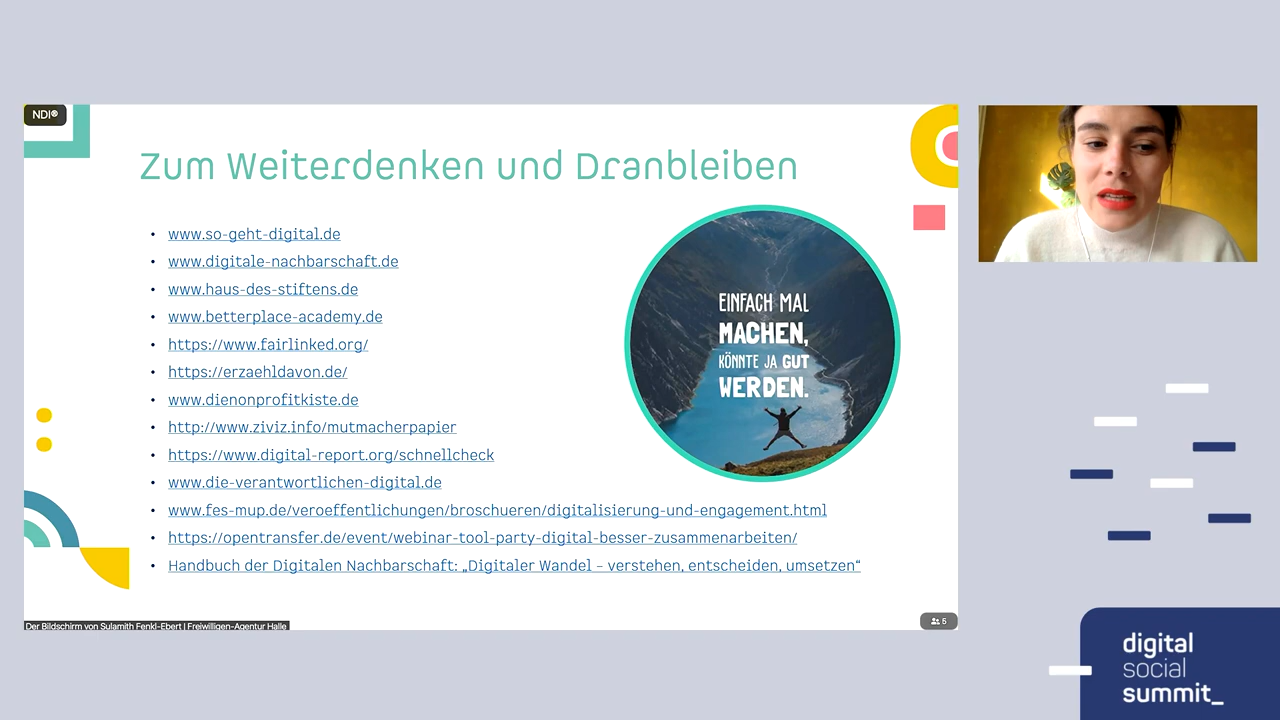 NDI®
Zum Weiterdenken und Dranbleiben
• www.so-geht-digital.de
• www.digitale-nachbarschaft.de
• www.haus-des-stiftens.de
• www.betterplace-academy.de
• https://www.fairlinked.org/
• https://erzaehldavon.de/
• www.dienonprofitkiste.de
• http://www.ziviz.info/mutmacherpapier
• https://www.digital-report.org/schnellcheck
• www.die-verantwortlichen-digital.de
• www.fes-mup.de/veroeffentlichungen/broschueren/digitalisierung-und-engagement.html
• https://opentransfer.de/event/webinar-tool-party-digital-besser-zusammenarbeiten/
• Handbuch der Digitalen Nachbarschaft: „Digitaler Wandel – verstehen, entscheiden, umsetzen“
EINFACH MAL
MACHEN,
KÖNNTE JA GUT
WERDEN.
Der Bildschirm von Sulamith Fenkl-Ebert | Freiwilligen-Agentur Halle
5
digital
social
summit_